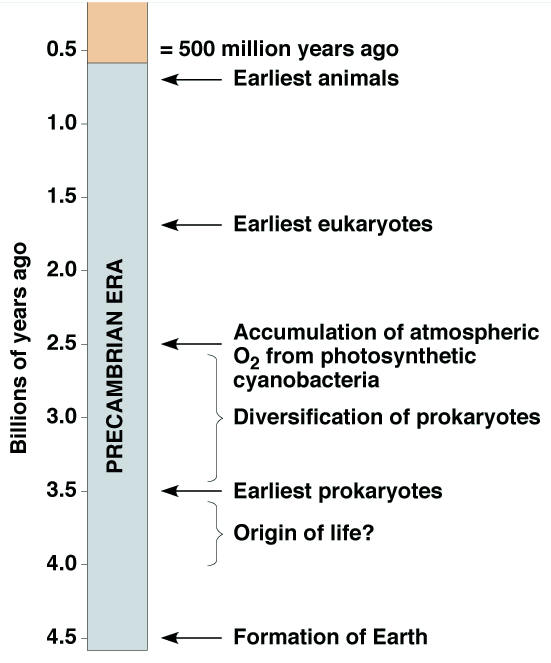 0.5
= 500 million years ago
Earliest animals
1.0
1.5
Earliest eukaryotes
2.0
2.5
Accumulation of atmospheric
O₂ from photosynthetic
cyanobacteria
3.0
Diversification of prokaryotes
3.5
Earliest prokaryotes
Origin of life?
4.0
4.5
Formation of Earth
Billions of years ago
PRECAMBRIAN ERA